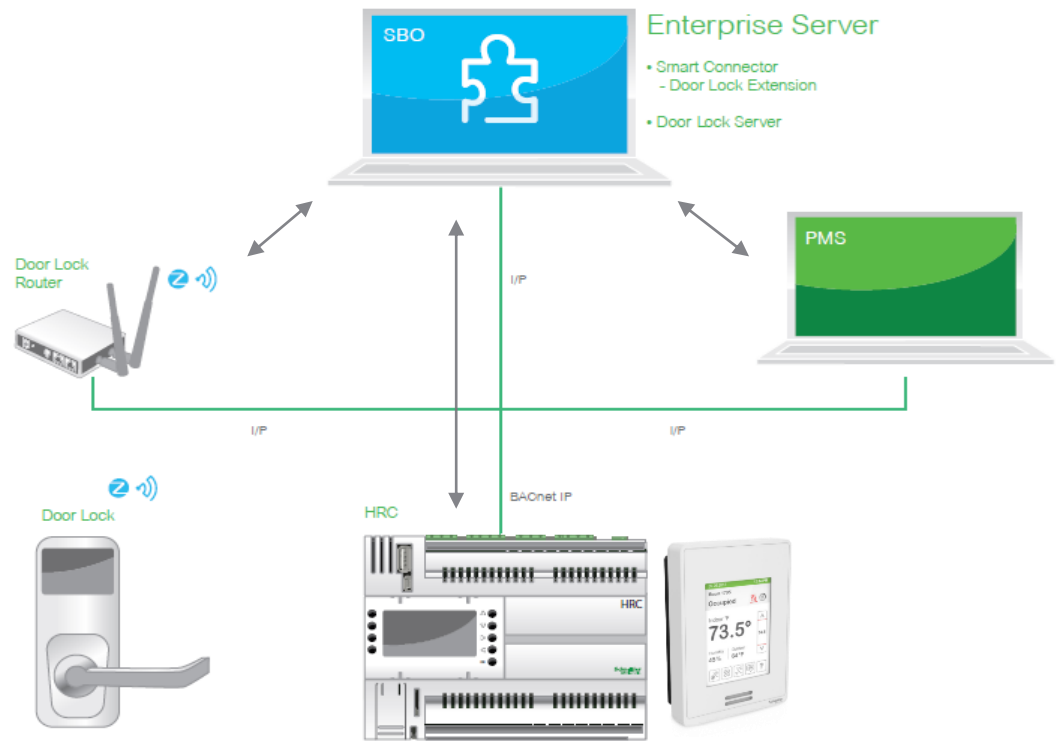 SBO
Enterprise Server
• Smart Connector
- Door Lock Extension
• Door Lock Server
PMS
Door Lock
Router
I/P
I/P
I/P
BACnet IP
Door Lock
HRC
HRC
Occupied
73.5°